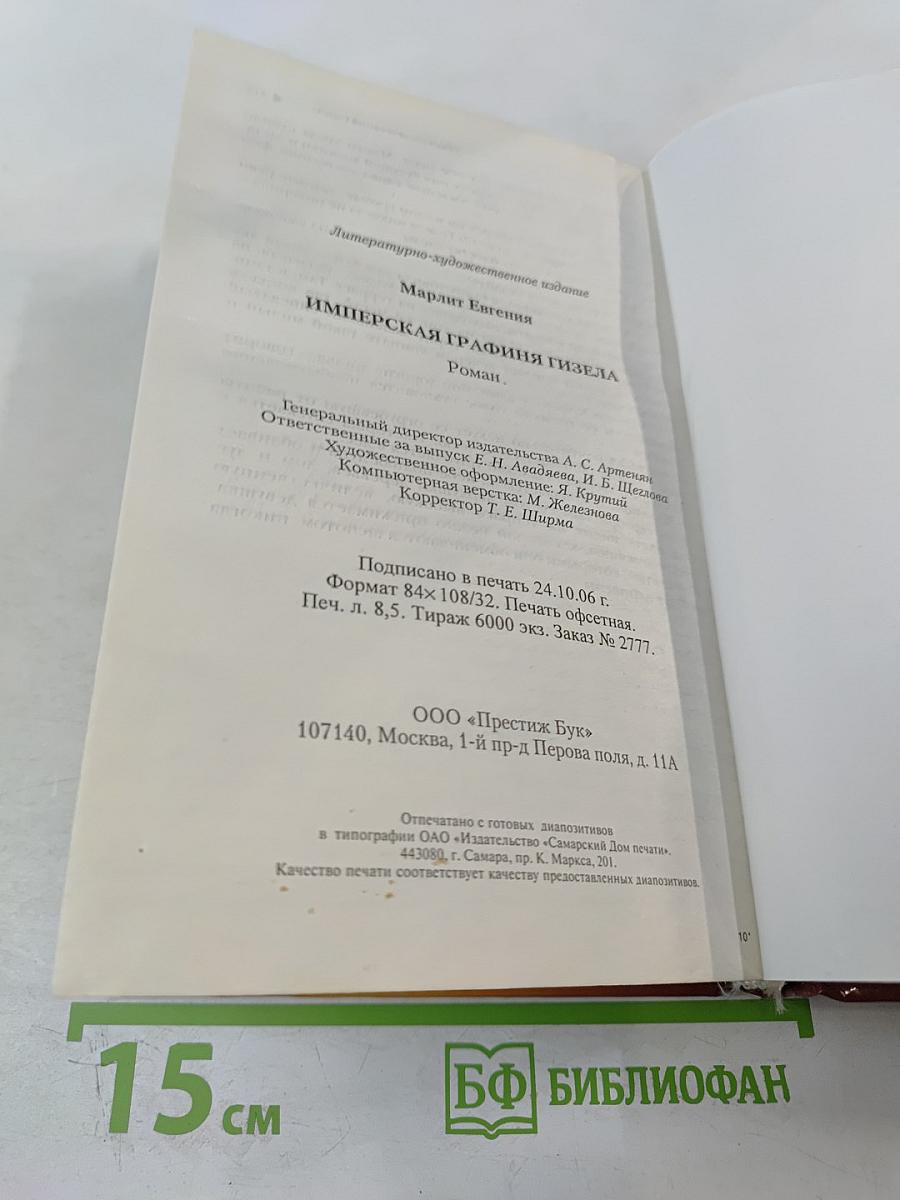 Литературно-художественное издание
Марлит Евгения
ИМПЕРСКАЯ ГРАФИНЯ ГИЗЕЛА
Роман
Генеральный директор издательства А. С. Артенян
Ответственные за выпуск Е. Н. Авадяева, И. Б. Щеглова
Художественное оформление: Я. Крутий
Компьютерная верстка: М. Железнова
Корректор Т. Е. Ширма
Подписано в печать 24.10.06 г.
Формат 84×108/32. Печать офсетная.
Печ. л. 8,5. Тираж 6000 экз. Заказ № 2777.
ООО «Престиж Бук»
107140, Москва, 1-й пр-д Перова поля, д. 11А
Отпечатано с готовых диапозитивов
в типографии ОАО «Издательство «Самарский Дом печати».
443080, г. Самара, пр. К. Маркса, 201.
Качество печати соответствует качеству предоставленных диапозитивов.
10*
15 см
БФ БИБЛИОФАН